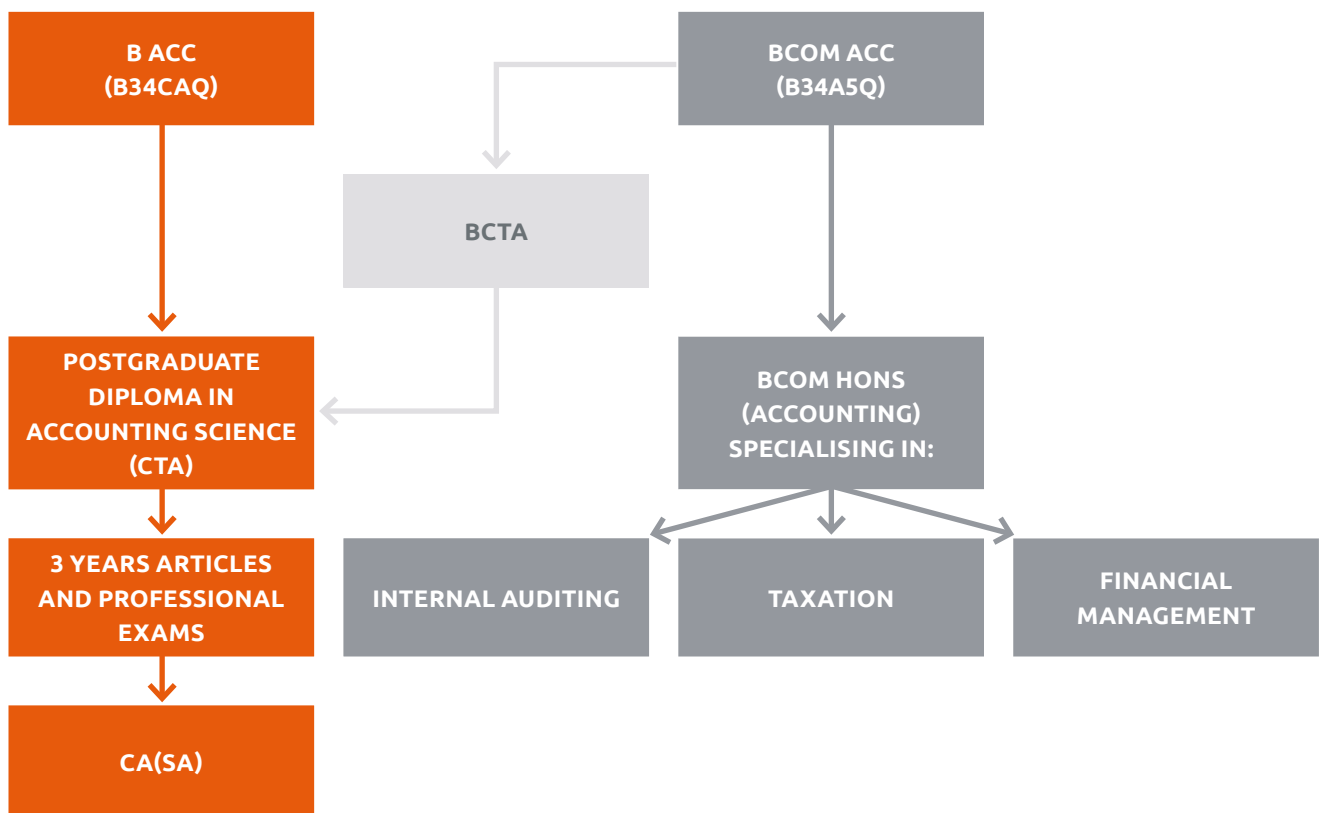 B ACC
(B34CAQ)
BCOM ACC
(B34A5Q)
BCTA
POSTGRADUATE
DIPLOMA IN
ACCOUNTING SCIENCE
(CTA)
BCOM HONS
(ACCOUNTING)
SPECIALISING IN:
3 YEARS ARTICLES
AND PROFESSIONAL
EXAMS
INTERNAL AUDITING
TAXATION
FINANCIAL
MANAGEMENT
CA(SA)